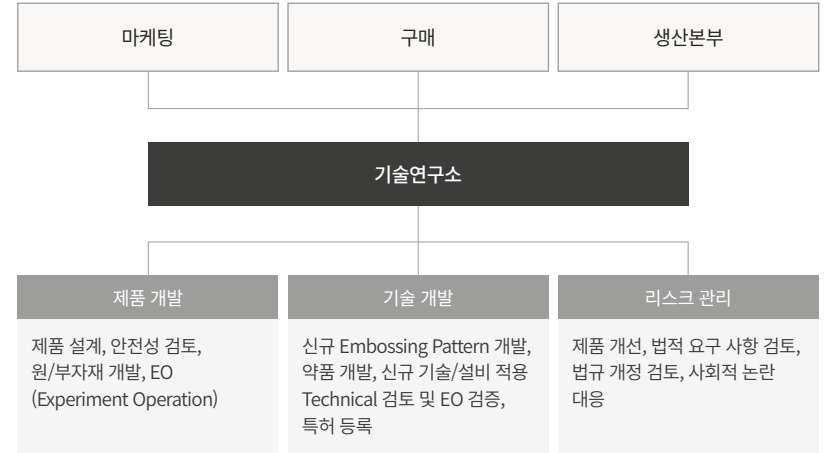 마케팅
구매
생산본부
기술연구소
제품 개발
제품 설계, 안전성 검토,
원/부자재 개발, EO
(Experiment Operation)
기술 개발
신규 Embossing Pattern 개발,
약품 개발, 신규 기술/설비 적용
Technical 검토 및 EO 검증,
특허 등록
리스크 관리
제품 개선, 법적 요구 사항 검토,
법규 개정 검토, 사회적 논란
대응